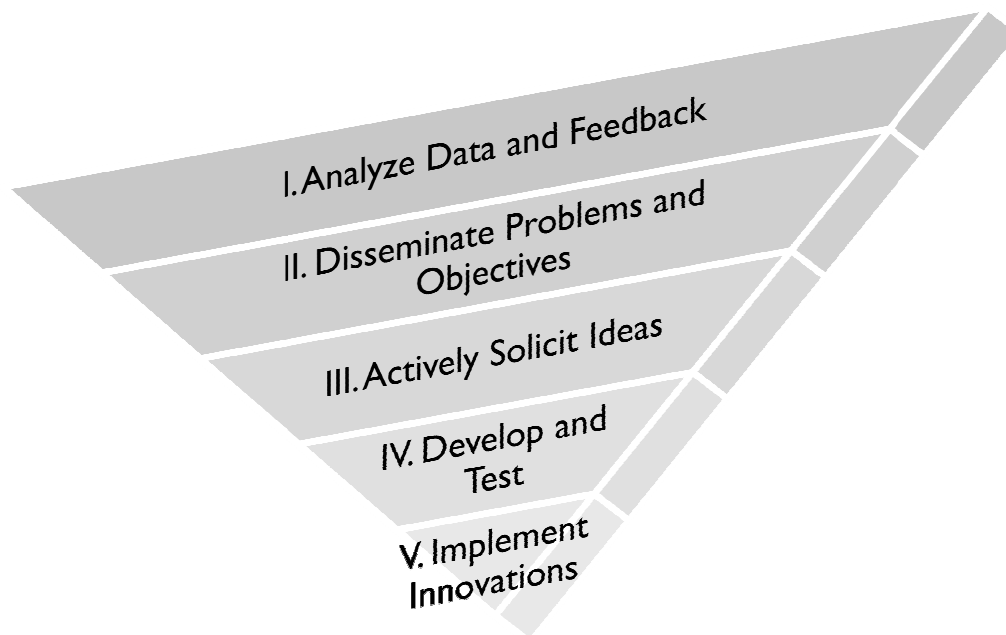 I. Analyze Data and Feedback
II. Disseminate Problems and
Objectives
III. Actively Solicit Ideas
IV. Develop and
Test
V. Implement
Innovations